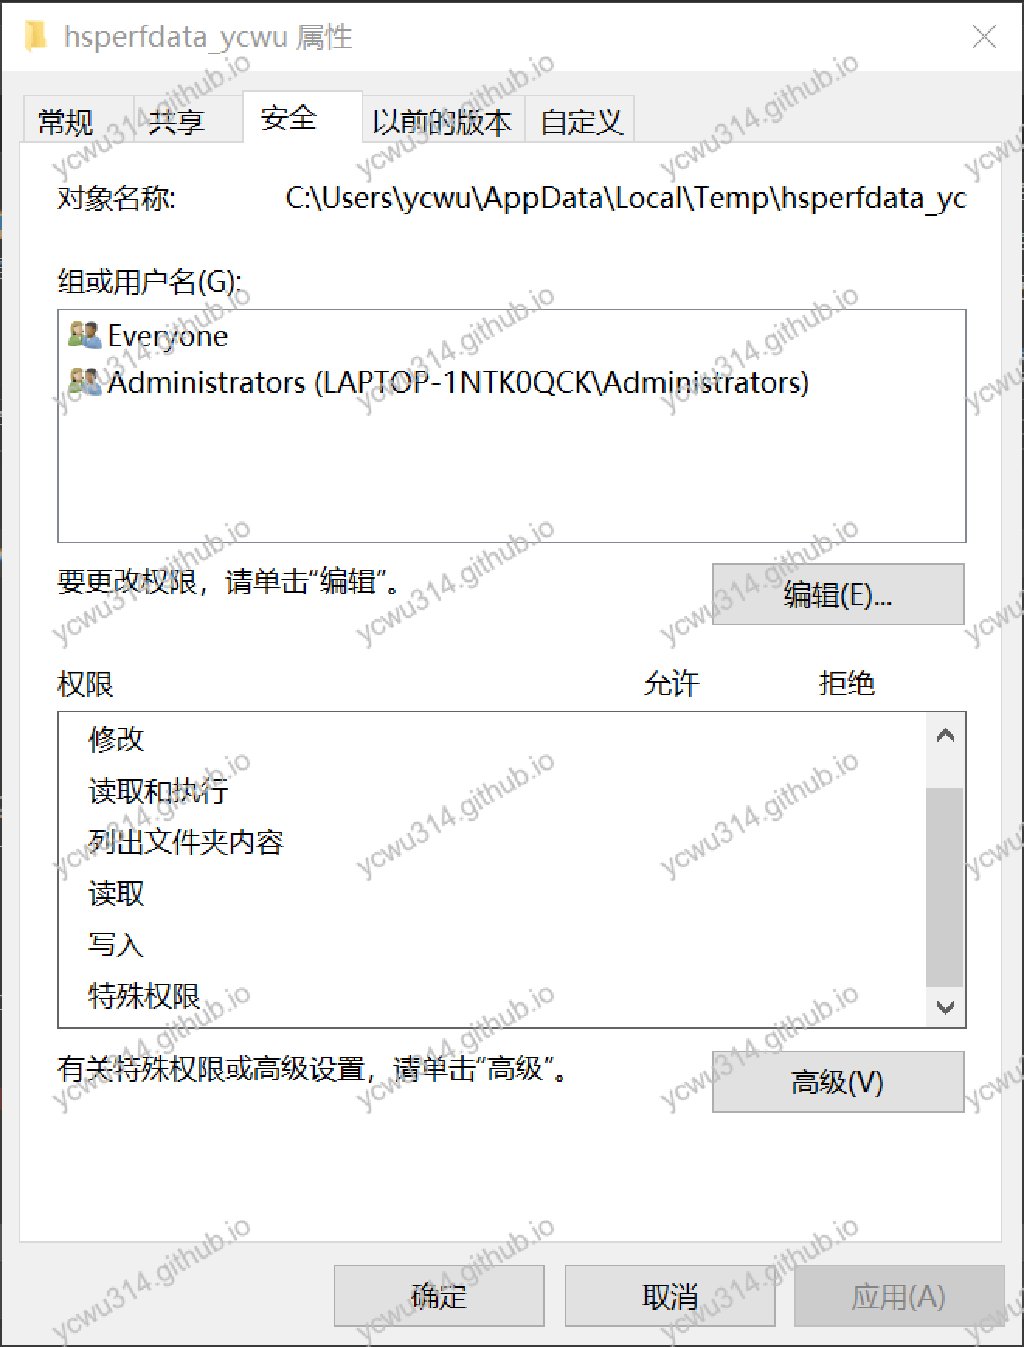 hsperfdata_ycwu 属性
常规 共享 安全 以前的版本 自定义
对象名称: C:\Users\ycwu\AppData\Local\Temp\hsperfdata_yc
组或用户名(G):
Everyone
Administrators (LAPTOP-1NTK0QCK\Administrators)
要更改权限，请单击“编辑”。
编辑(E)...
权限 允许 拒绝
修改
读取和执行
列出文件夹内容
读取
写入
特殊权限
有关特殊权限或高级设置，请单击“高级”。
高级(V)
确定 取消 应用(A)
ycwu314.github.io